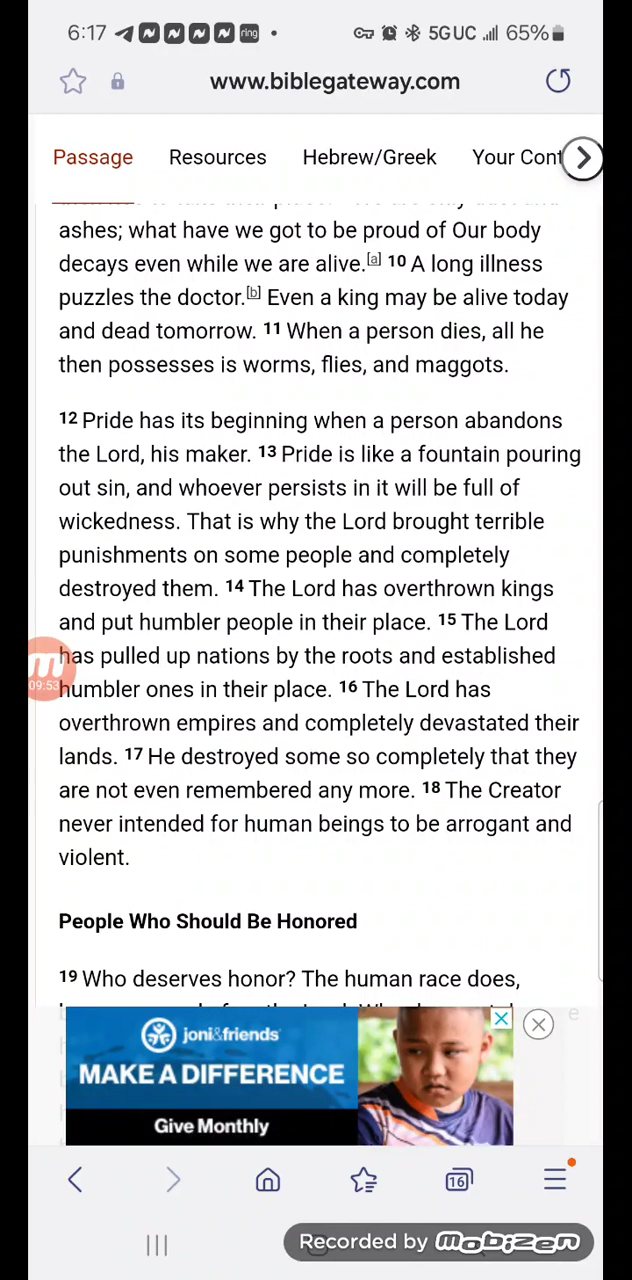 6:17 ring 5G UC 65%
www.biblegateway.com
Passage Resources Hebrew/Greek Your Cont
ashes; what have we got to be proud of Our body
decays even while we are alive.[a] 10 A long illness
puzzles the doctor.[b] Even a king may be alive today
and dead tomorrow. 11 When a person dies, all he
then possesses is worms, flies, and maggots.
12 Pride has its beginning when a person abandons
the Lord, his maker. 13 Pride is like a fountain pouring
out sin, and whoever persists in it will be full of
wickedness. That is why the Lord brought terrible
punishments on some people and completely
destroyed them. 14 The Lord has overthrown kings
and put humbler people in their place. 15 The Lord
has pulled up nations by the roots and established
09:53
humbler ones in their place. 16 The Lord has
overthrown empires and completely devastated their
lands. 17 He destroyed some so completely that they
are not even remembered any more. 18 The Creator
never intended for human beings to be arrogant and
violent.
People Who Should Be Honored
19 Who deserves honor? The human race does,
joni&friends
MAKE A DIFFERENCE
Give Monthly
16
Recorded by mobizen